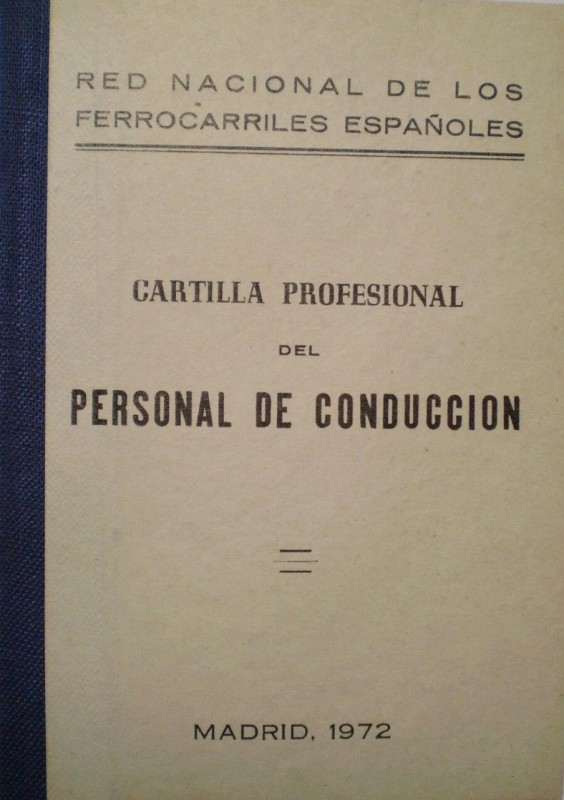 RED NACIONAL DE LOS
FERROCARRILES ESPAÑOLES
CARTILLA PROFESIONAL
DEL
PERSONAL DE CONDUCCION
MADRID, 1972